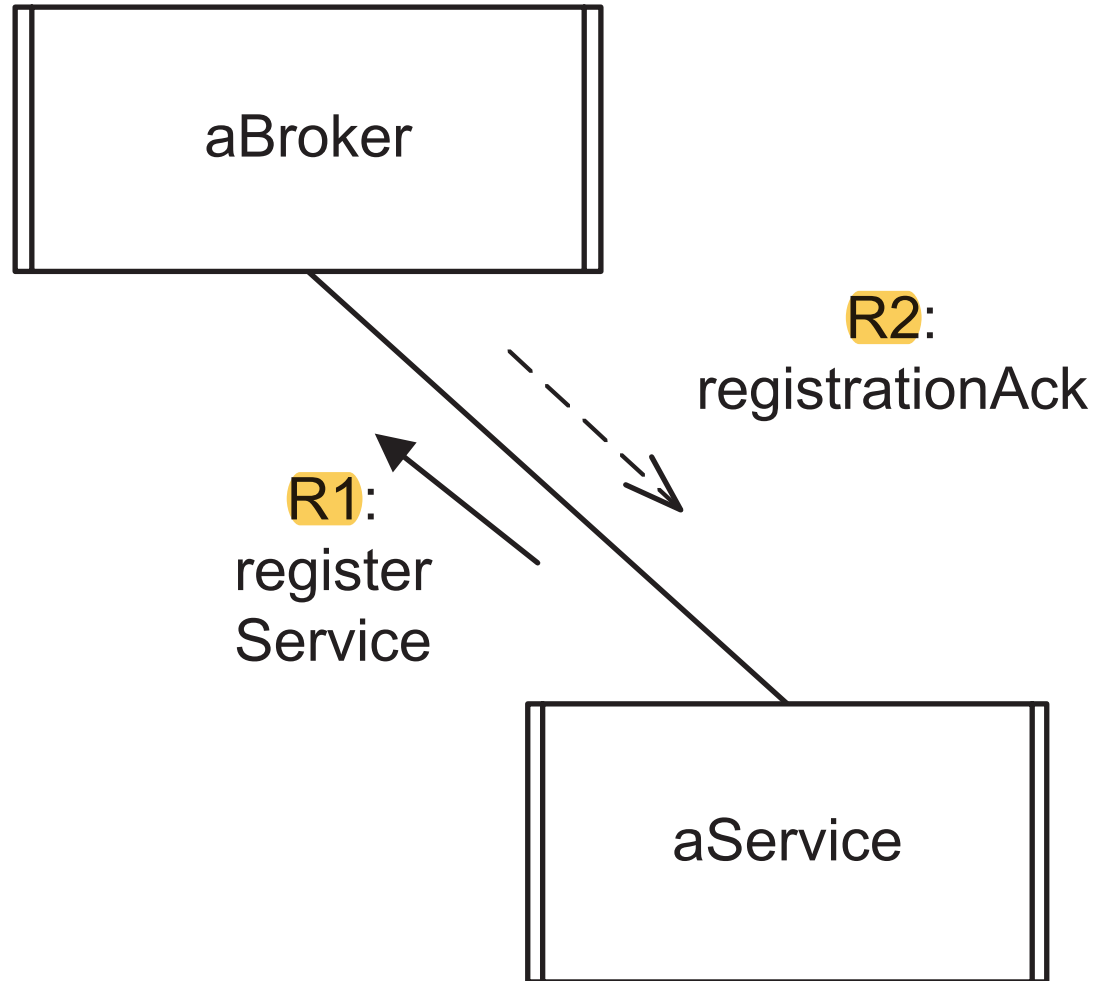 aBroker
R2:
registrationAck
R1:
register
Service
aService